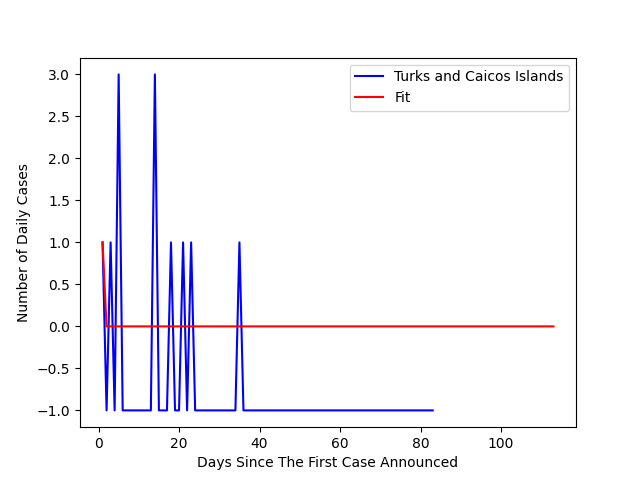 Turks and Caicos Islands
Fit
Number of Daily Cases
3.0
2.5
2.0
1.5
1.0
0.5
0.0
−0.5
−1.0
0 20 40 60 80 100
Days Since The First Case Announced